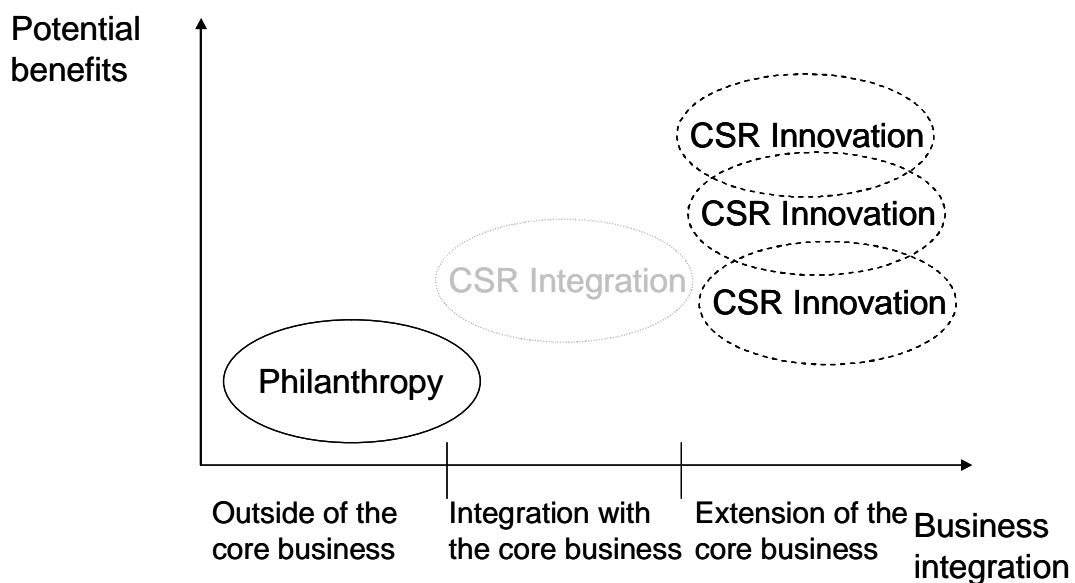 Potential
benefits
CSR Innovation
CSR Innovation
CSR Integration
CSR Innovation
Philanthropy
Outside of the
core business
Integration with
the core business
Extension of the
core business
Business
integration